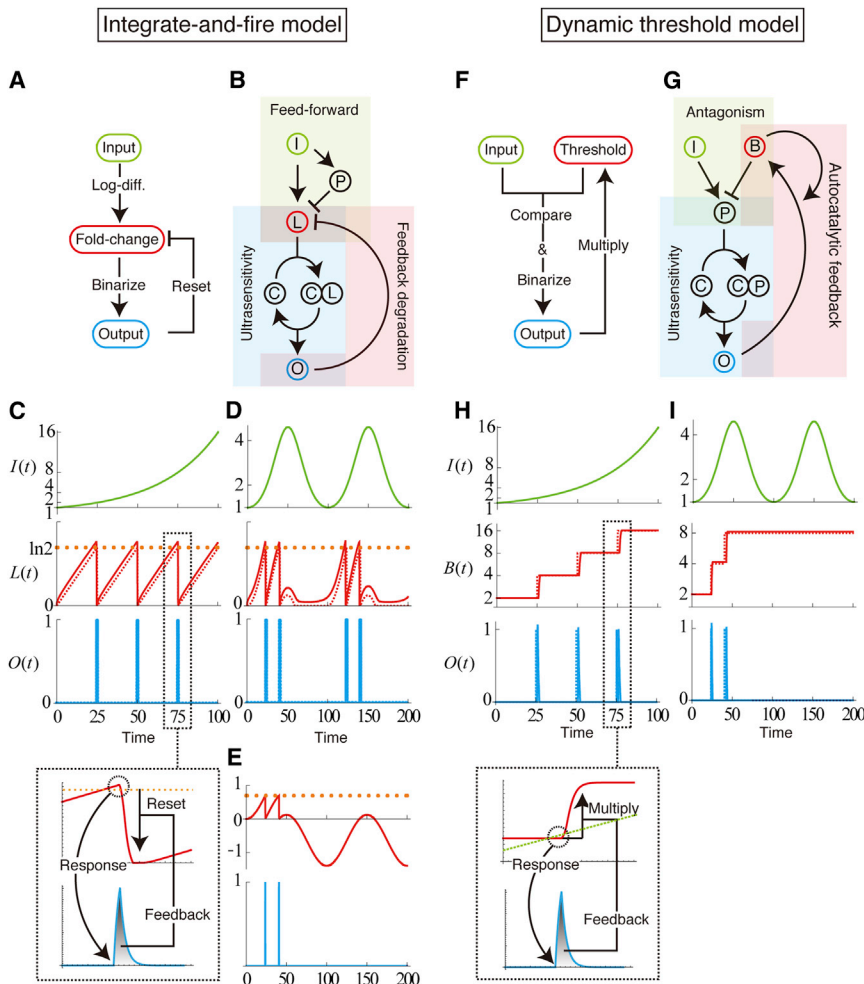 Integrate-and-fire model
Dynamic threshold model
A
Input
Log-diff.
Fold-change
Binarize
Reset
Output
B
Feed-forward
I
P
L
C
C L
O
Ultrasensitivity
Feedback degradation
F
Input
Threshold
Compare
&
Binarize
Multiply
Output
G
Antagonism
I
B
P
C
C P
O
Ultrasensitivity
Autocatalytic feedback
C
I(t)
16
8
4
2
1
L(t)
ln2
0
O(t)
1
0
0 25 50 75 100
Time
D
4
2
1
0
1
0
0 50 100 150 200
Time
Reset
Response
Feedback
E
1
0
−1
1
0 50 100 150 200
H
I(t)
16
8
4
2
1
B(t)
16
8
4
2
O(t)
1
0
0 25 50 75 100
Time
I
4
2
1
8
4
2
1
0
0 50 100 150 200
Time
Multiply
Response
Feedback